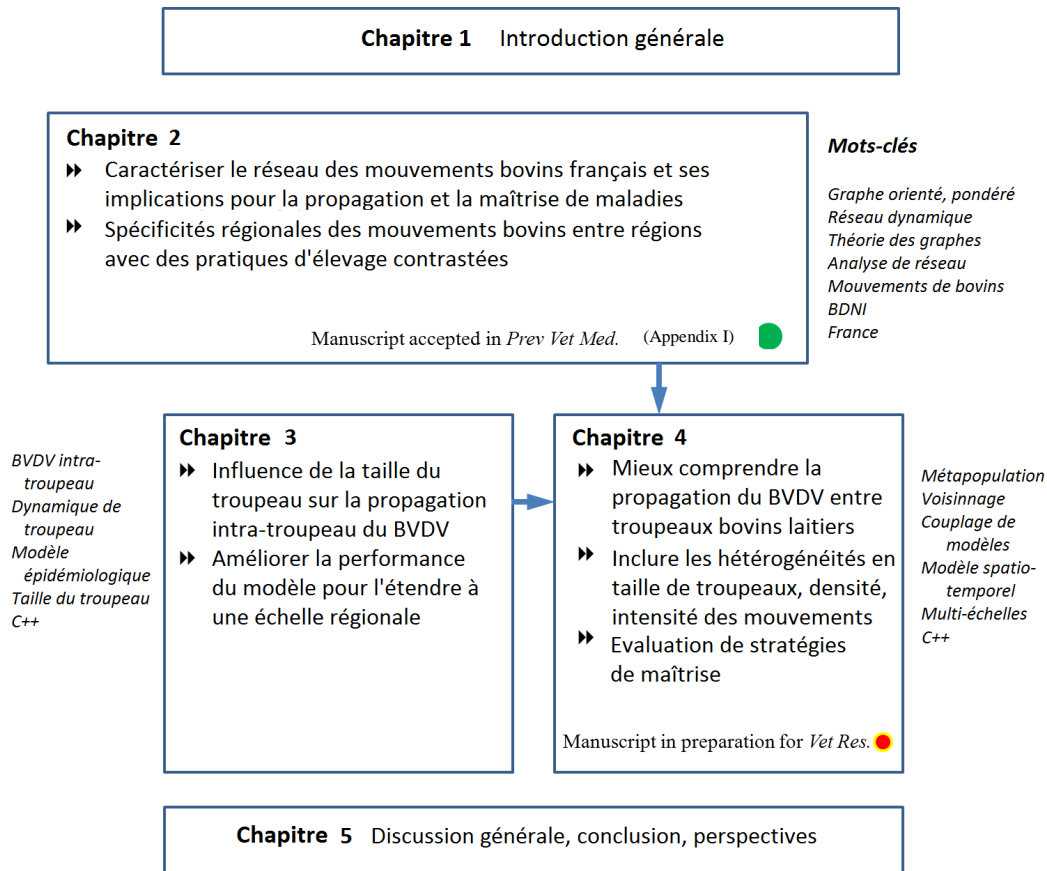 Chapitre 1 Introduction générale
Chapitre 2
Caractériser le réseau des mouvements bovins français et ses
implications pour la propagation et la maîtrise de maladies
Spécificités régionales des mouvements bovins entre régions
avec des pratiques d'élevage contrastées
Manuscript accepted in Prev Vet Med. (Appendix I)
Mots-clés
Graphe orienté, pondéré
Réseau dynamique
Théorie des graphes
Analyse de réseau
Mouvements de bovins
BDNI
France
BVDV intra-
troupeau
Dynamique de
troupeau
Modèle
épidémiologique
Taille du troupeau
C++
Chapitre 3
Influence de la taille du
troupeau sur la propagation
intra-troupeau du BVDV
Améliorer la performance
du modèle pour l'étendre à
une échelle régionale
Chapitre 4
Mieux comprendre la
propagation du BVDV entre
troupeaux bovins laitiers
Inclure les hétérogénéités en
taille de troupeaux, densité,
intensité des mouvements
Evaluation de stratégies
de maîtrise
Manuscript in preparation for Vet Res.
Métapopulation
Voisinnage
Couplage de
modèles
Modèle spatio-
temporel
Multi-échelles
C++
Chapitre 5 Discussion générale, conclusion, perspectives